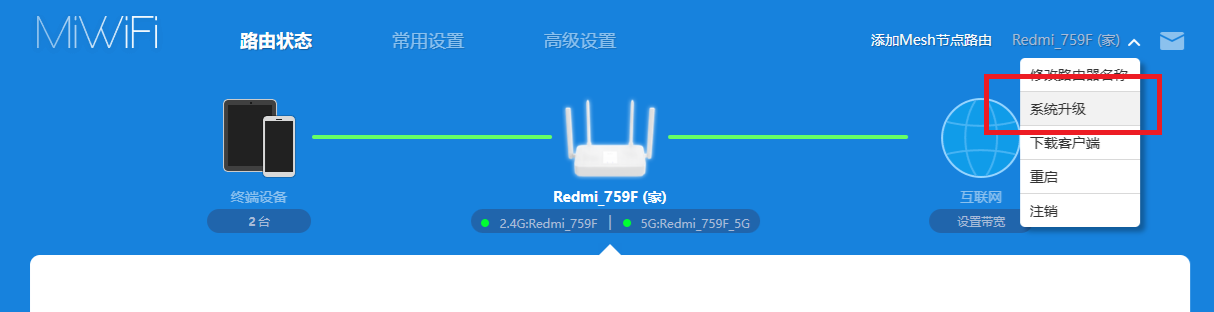 MiWiFi 路由状态 常用设置 高级设置 添加Mesh节点路由 Redmi_759F (家)
修改路由器名称
系统升级
下载客户端
重启
注销
终端设备
2 台
Redmi_759F (家)
2.4G:Redmi_759F | 5G:Redmi_759F_5G
互联网
设置带宽